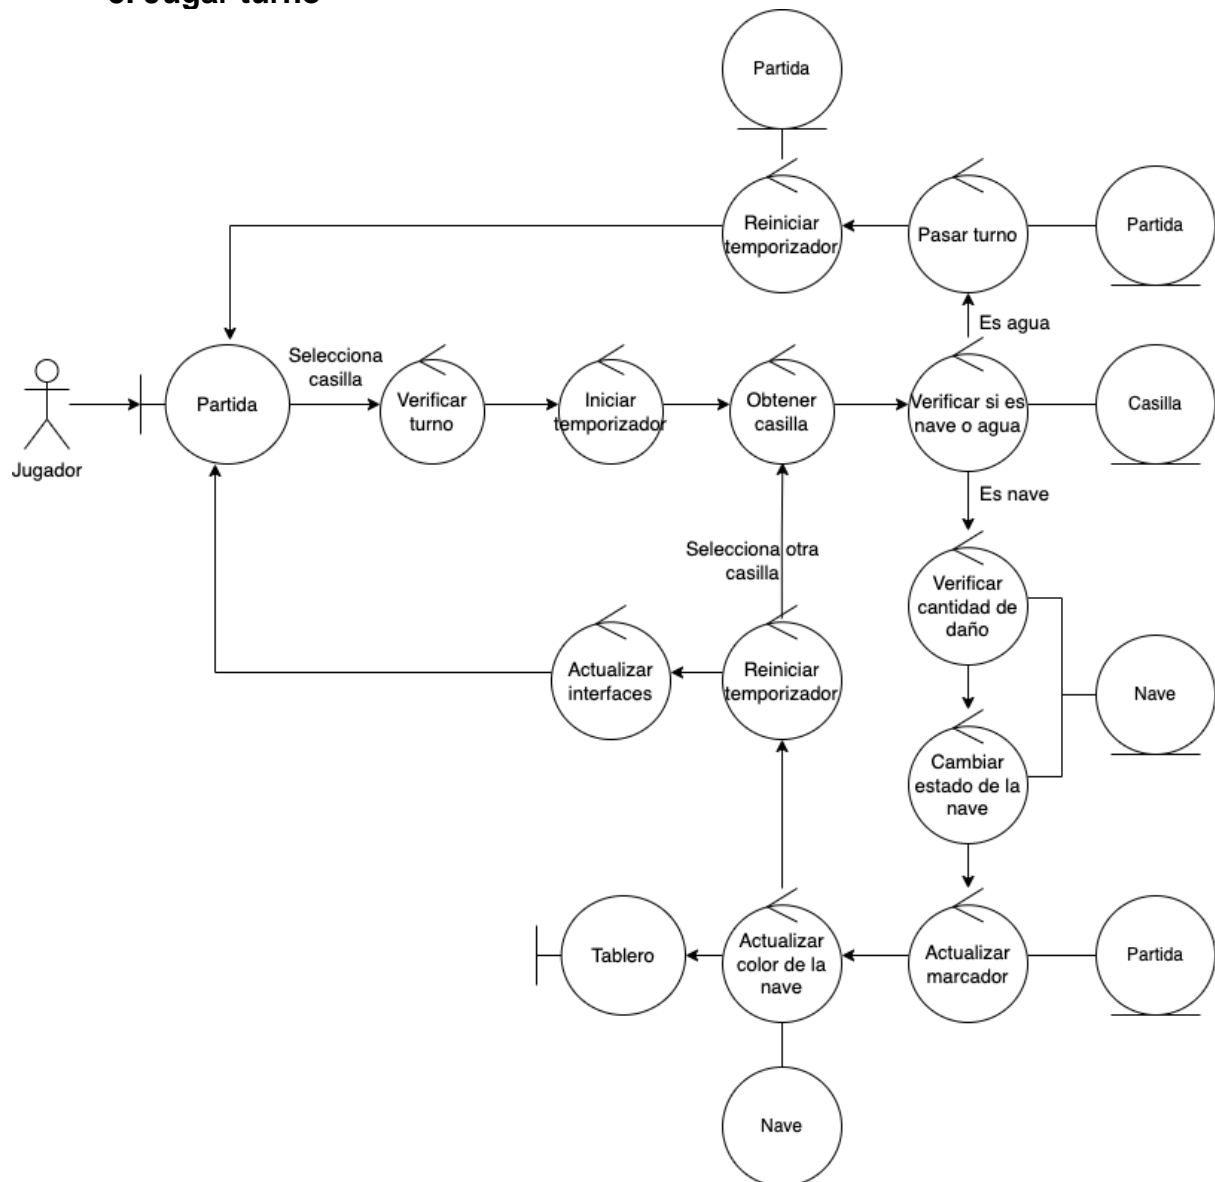 Jugar turno
Partida
Reiniciar
temporizador
Pasar turno
Partida
Es agua
Selecciona
casilla
Jugador
Partida
Verificar
turno
Iniciar
temporizador
Obtener
casilla
Verificar si es
nave o agua
Casilla
Es nave
Selecciona otra
casilla
Verificar
cantidad de
daño
Actualizar
interfaces
Reiniciar
temporizador
Nave
Cambiar
estado de la
nave
Tablero
Actualizar
color de la
nave
Actualizar
marcador
Partida
Nave